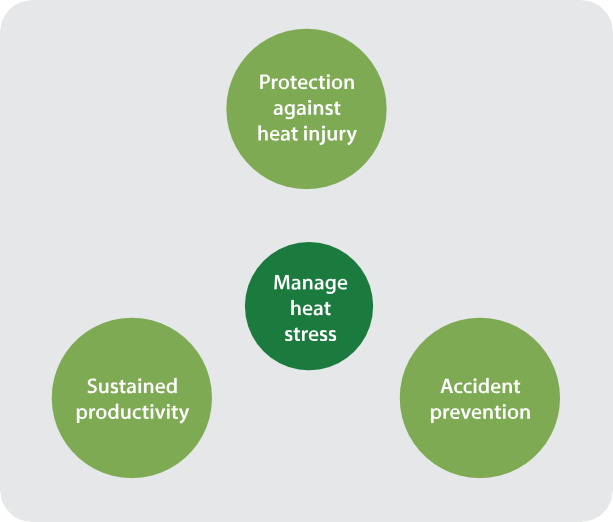 Protection
against
heat injury
Manage
heat
stress
Sustained
productivity
Accident
prevention